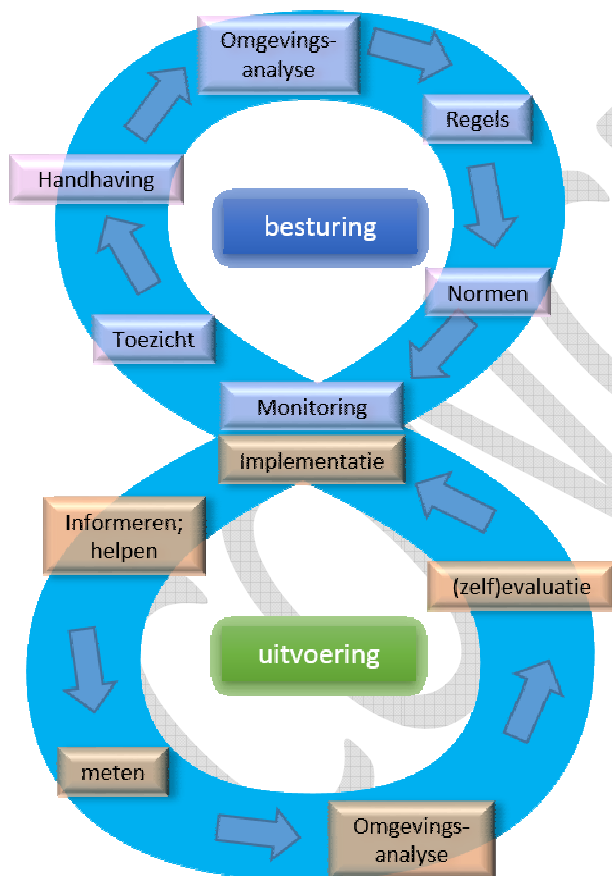 Omgevings-
analyse
Regels
Handhaving
besturing
Normen
Toezicht
Monitoring
Implementatie
Informeren;
helpen
(zelf)evaluatie
uitvoering
meten
Omgevings-
analyse